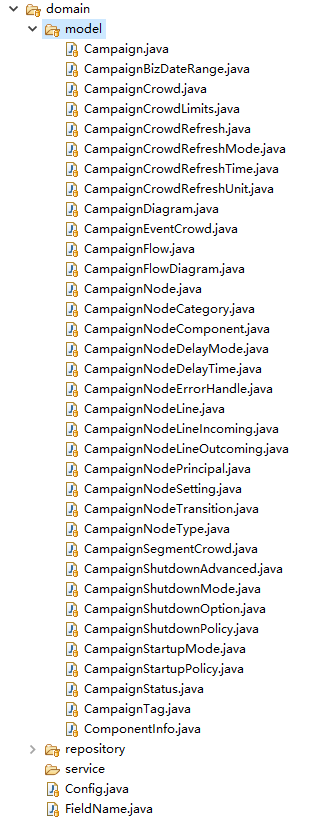 domain
model
Campaign.java
CampaignBizDateRange.java
CampaignCrowd.java
CampaignCrowdLimits.java
CampaignCrowdRefresh.java
CampaignCrowdRefreshMode.java
CampaignCrowdRefreshTime.java
CampaignCrowdRefreshUnit.java
CampaignDiagram.java
CampaignEventCrowd.java
CampaignFlow.java
CampaignFlowDiagram.java
CampaignNode.java
CampaignNodeCategory.java
CampaignNodeComponent.java
CampaignNodeDelayMode.java
CampaignNodeDelayTime.java
CampaignNodeErrorHandle.java
CampaignNodeLine.java
CampaignNodeLineIncoming.java
CampaignNodeLineOutcoming.java
CampaignNodePrincipal.java
CampaignNodeSetting.java
CampaignNodeTransition.java
CampaignNodeType.java
CampaignSegmentCrowd.java
CampaignShutdownAdvanced.java
CampaignShutdownMode.java
CampaignShutdownOption.java
CampaignShutdownPolicy.java
CampaignStartupMode.java
CampaignStartupPolicy.java
CampaignStatus.java
CampaignTag.java
ComponentInfo.java
repository
service
Config.java
FieldName.java